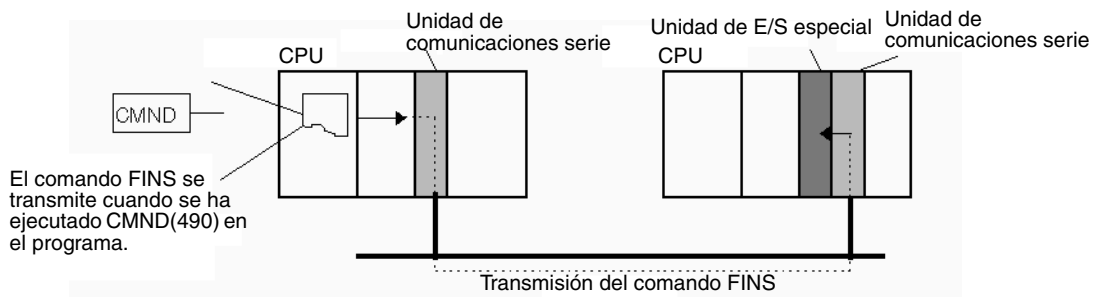 Unidad de
comunicaciones serie
CPU
Unidad de E/S especial
CPU
Unidad de
comunicaciones serie
CMND
El comando FINS se
transmite cuando se ha
ejecutado CMND(490) en
el programa.
Transmisión del comando FINS